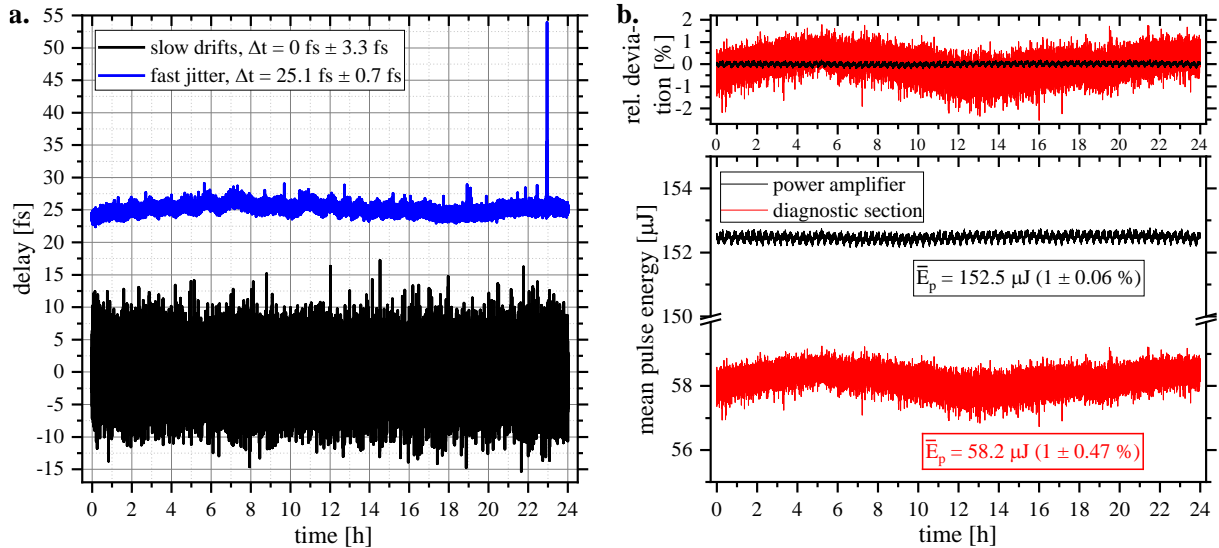 a.
55
50
45
40
35
30
25
20
15
10
5
0
-5
-10
-15
delay [fs]
slow drifts, Δt = 0 fs ± 3.3 fs
fast jitter, Δt = 25.1 fs ± 0.7 fs
0 2 4 6 8 10 12 14 16 18 20 22 24
time [h]
b.
rel. devia-
tion [%]
1
0
-1
-2
0 2 4 6 8 10 12 14 16 18 20 22 24
mean pulse energy [µJ]
154
152
150
58
56
power amplifier
diagnostic section
E̅p = 152.5 µJ (1 ± 0.06 %)
E̅p = 58.2 µJ (1 ± 0.47 %)
0 2 4 6 8 10 12 14 16 18 20 22 24
time [h]